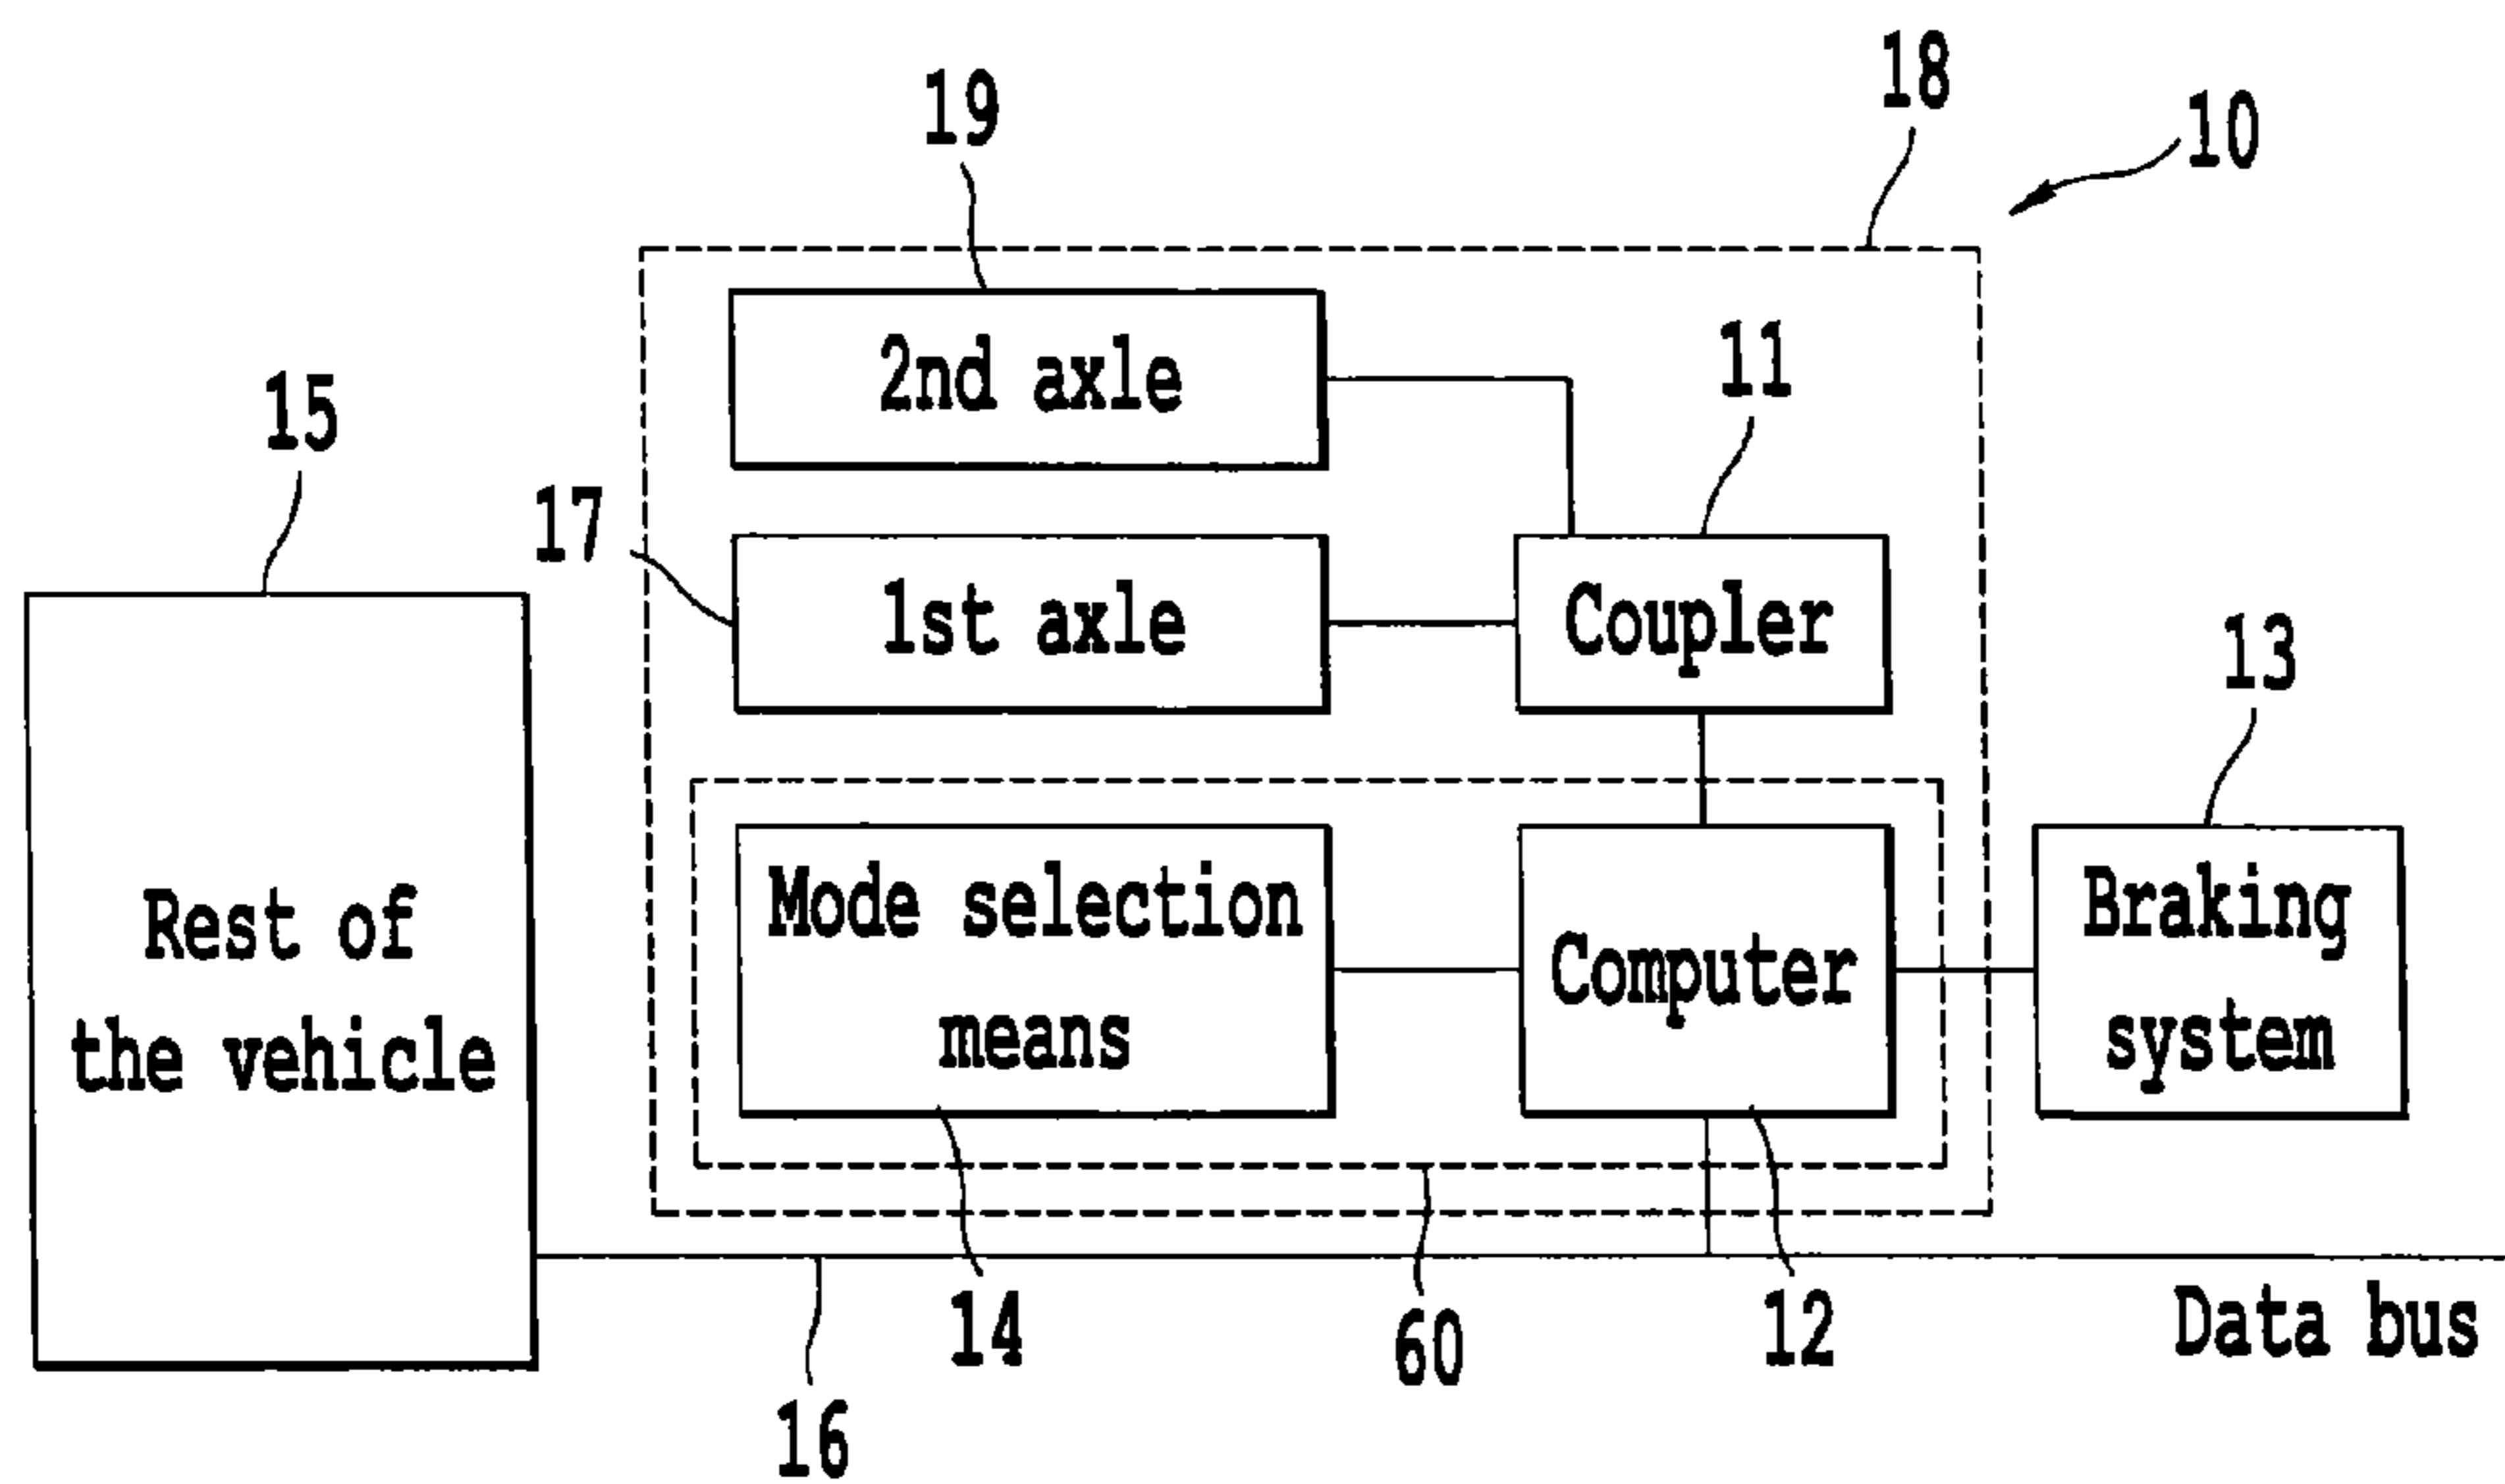 18
10
19
2nd axle
11
15
17
1st axle
Coupler
13
Rest of
the vehicle
Mode selection
means
Computer
Braking
system
14
60
12
Data bus
16